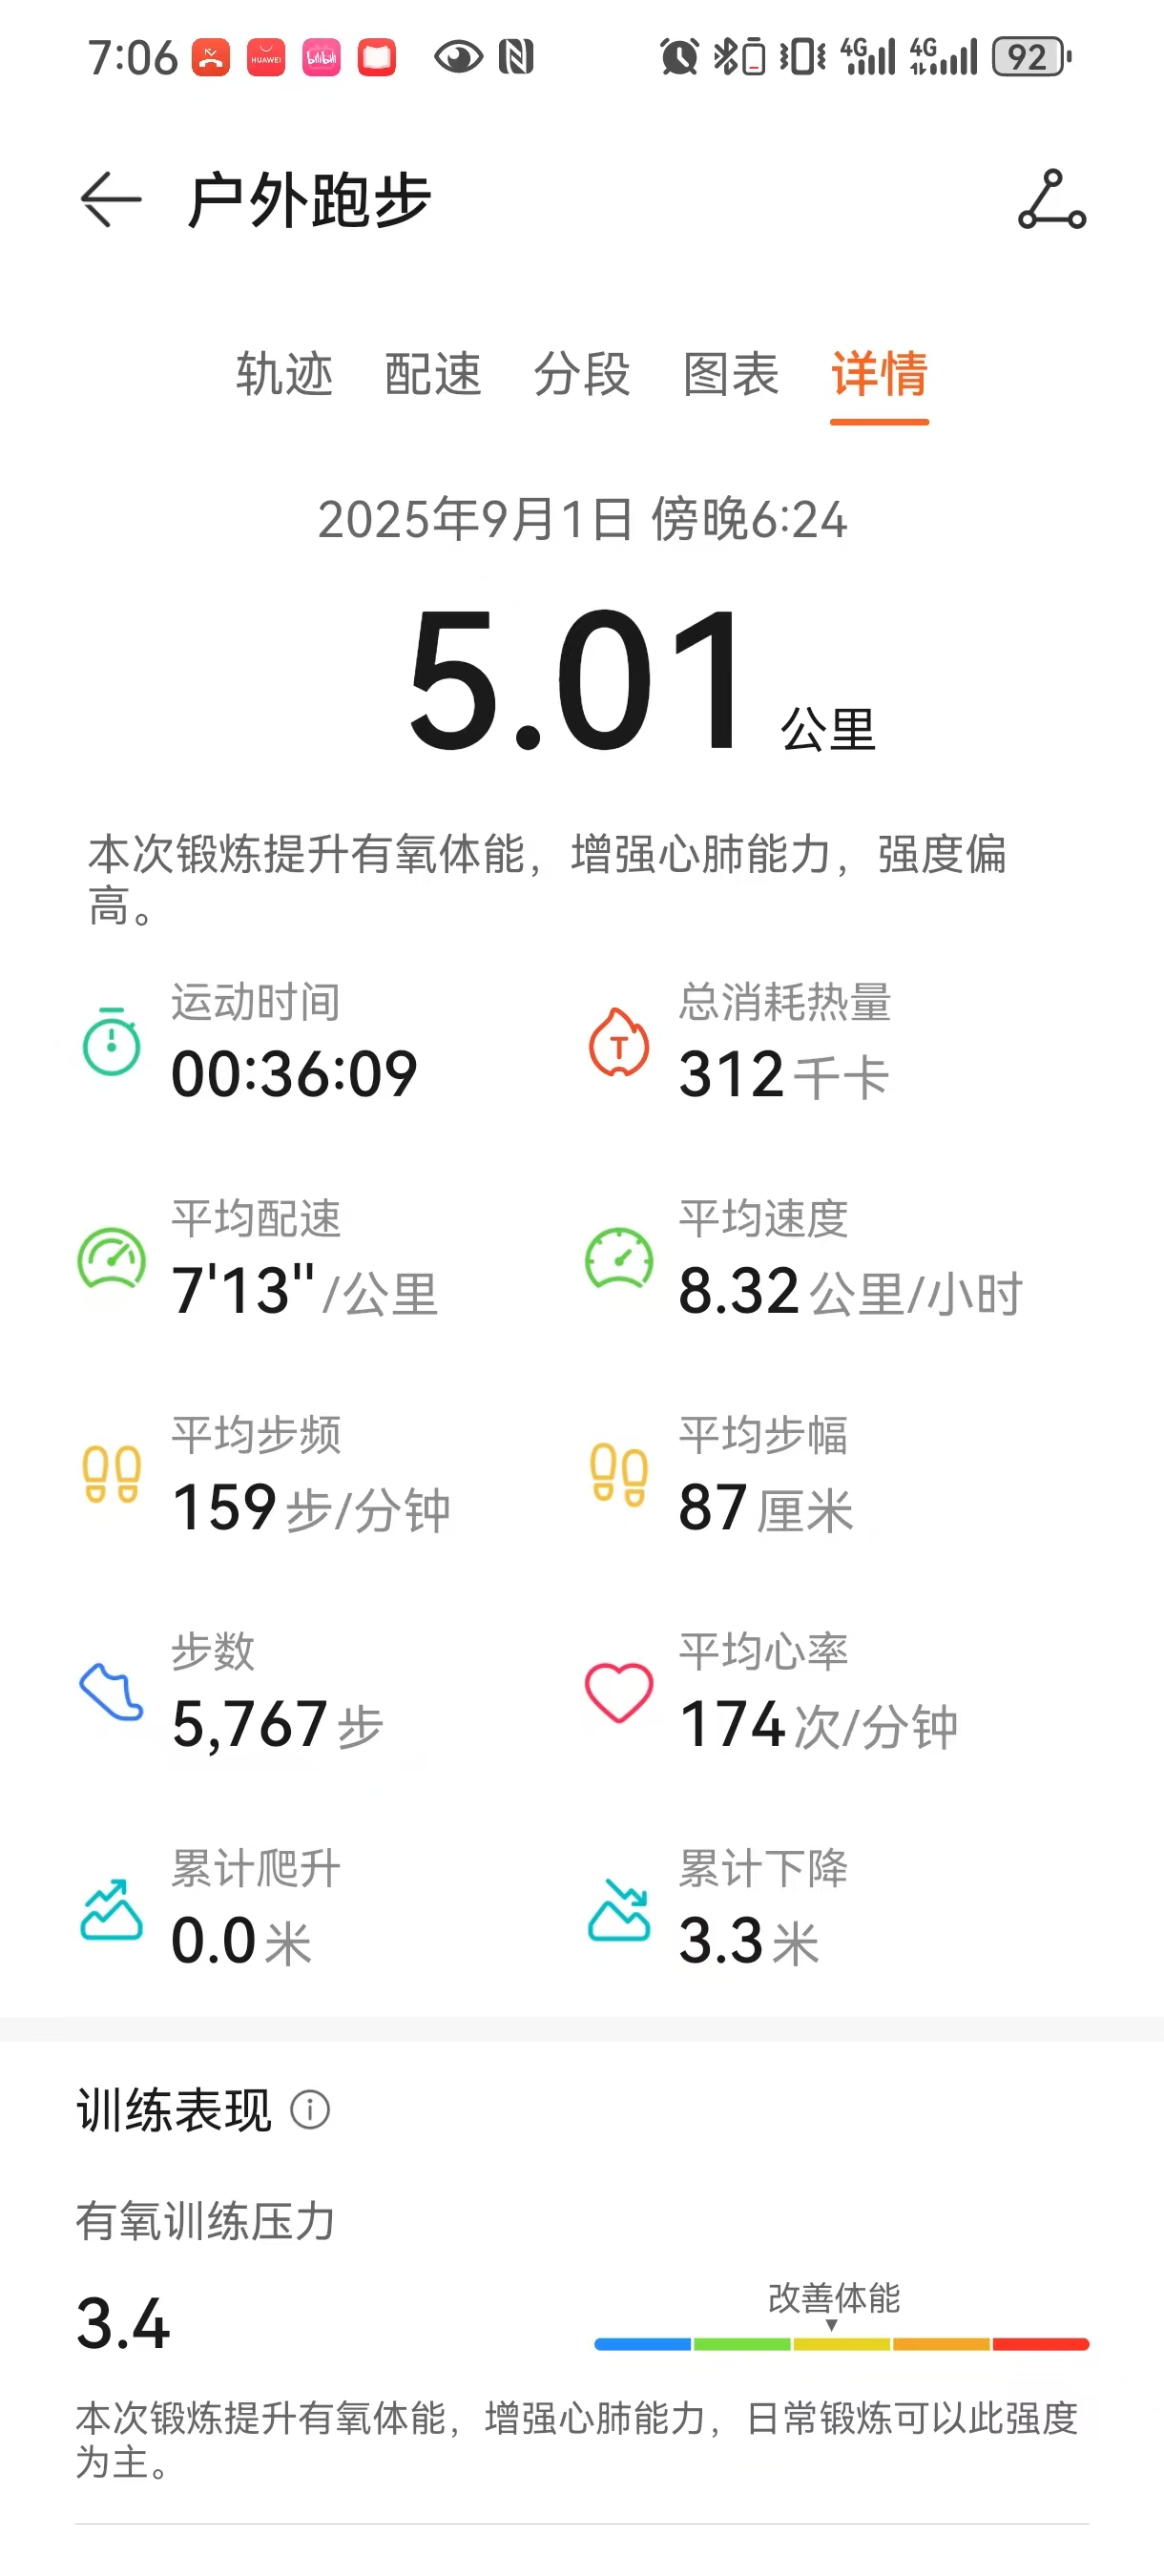 7:06 HUAWEI bilibili 4G 4G 92
户外跑步
轨迹 配速 分段 图表 详情
2025年9月1日 傍晚6:24
5.01 公里
本次锻炼提升有氧体能，增强心肺能力，强度偏
高。
运动时间 总消耗热量
00:36:09 T 312 千卡
平均配速 平均速度
7'13" /公里 8.32 公里/小时
平均步频 平均步幅
159 步/分钟 87 厘米
步数 平均心率
5,767 步 174 次/分钟
累计爬升 累计下降
0.0 米 3.3 米
训练表现
有氧训练压力
改善体能
3.4
本次锻炼提升有氧体能，增强心肺能力，日常锻炼可以此强度
为主。